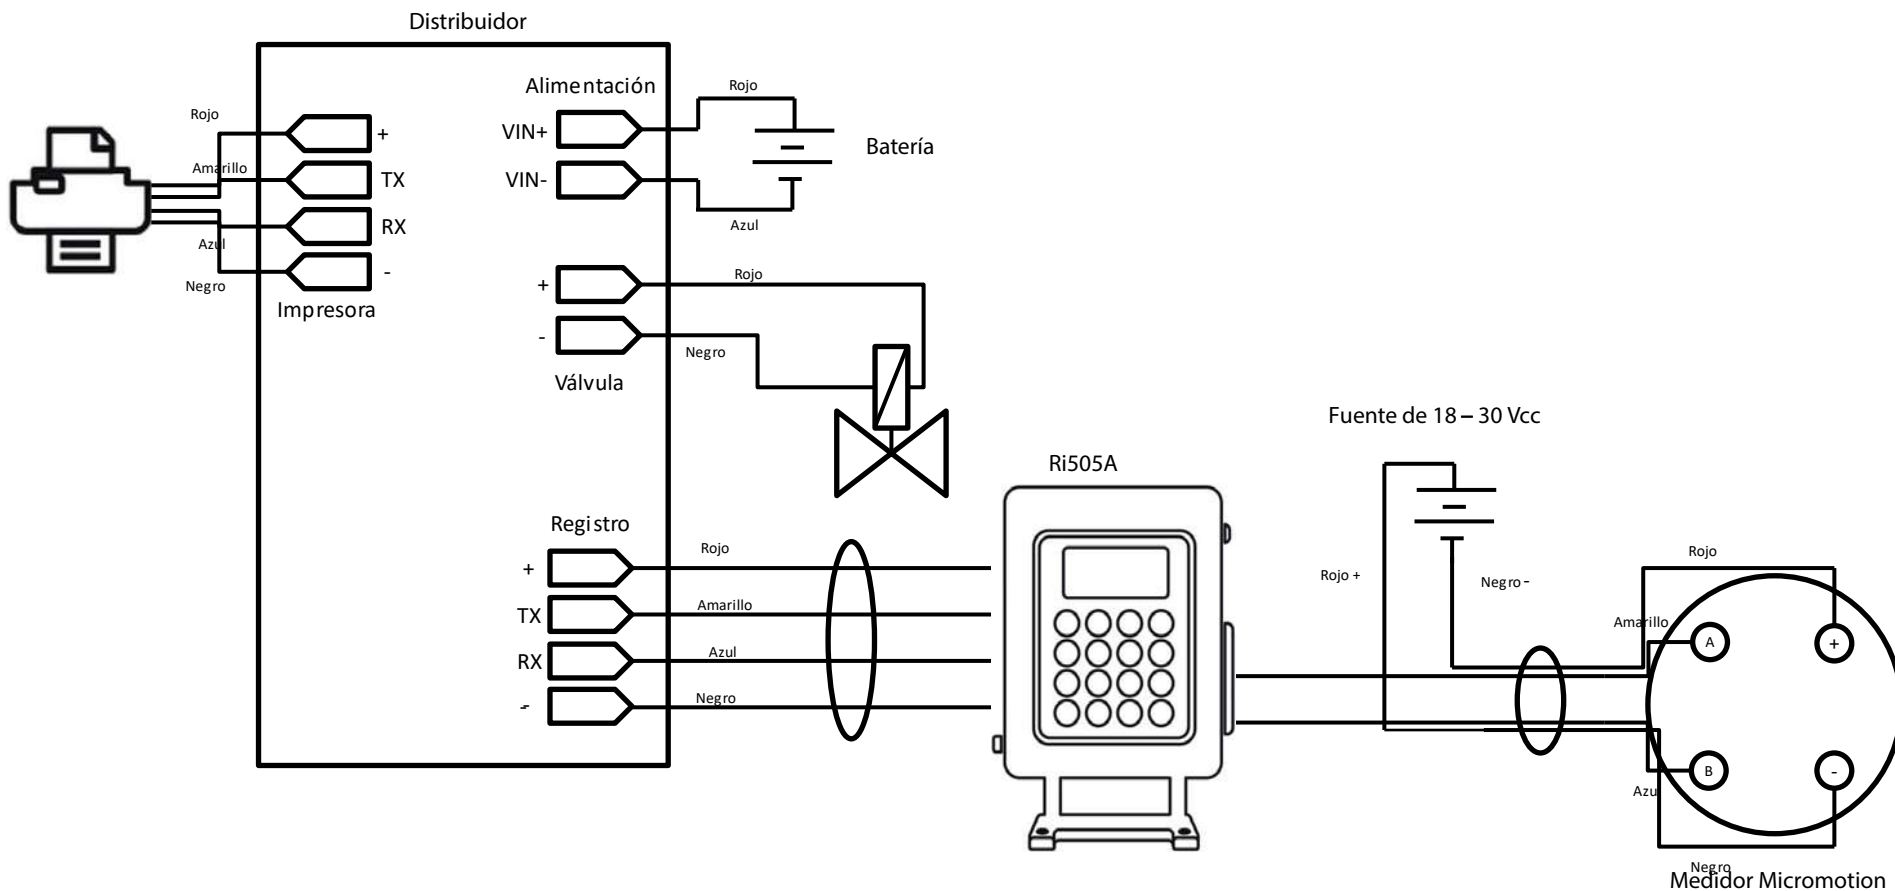 Distribuidor
Alimentación
Rojo
VIN+
Batería
VIN-
Azul
Rojo
+
Amarillo
TX
RX
Azul
-
Negro
Impresora
Rojo
+
-
Negro
Válvula
Registro
Rojo
+
Amarillo
TX
Azul
RX
Negro
-
Ri505A
Fuente de 18 – 30 Vcc
Rojo +
Negro -
Rojo
Amarillo
A
+
B
-
Azul
Negro
Medidor Micromotion